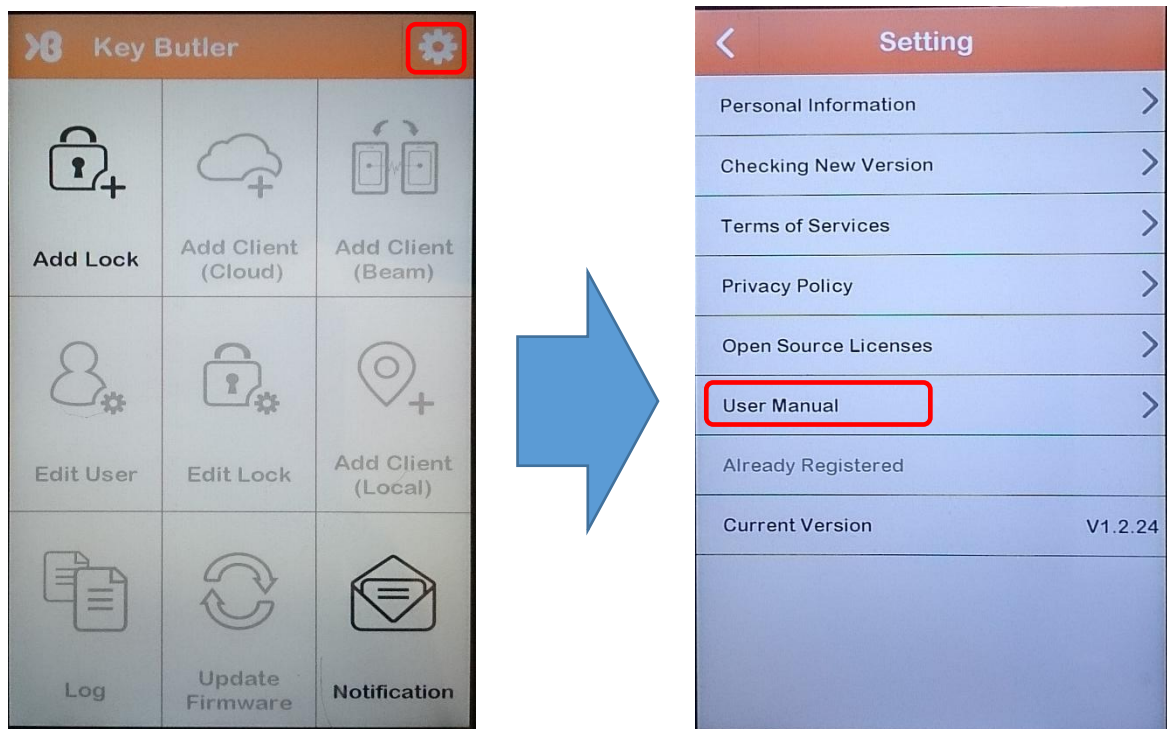 Key Butler
Add Lock
Add Client
(Cloud)
Add Client
(Beam)
Edit User
Edit Lock
Add Client
(Local)
Log
Update
Firmware
Notification
Setting
Personal Information
Checking New Version
Terms of Services
Privacy Policy
Open Source Licenses
User Manual
Already Registered
Current Version V1.2.24